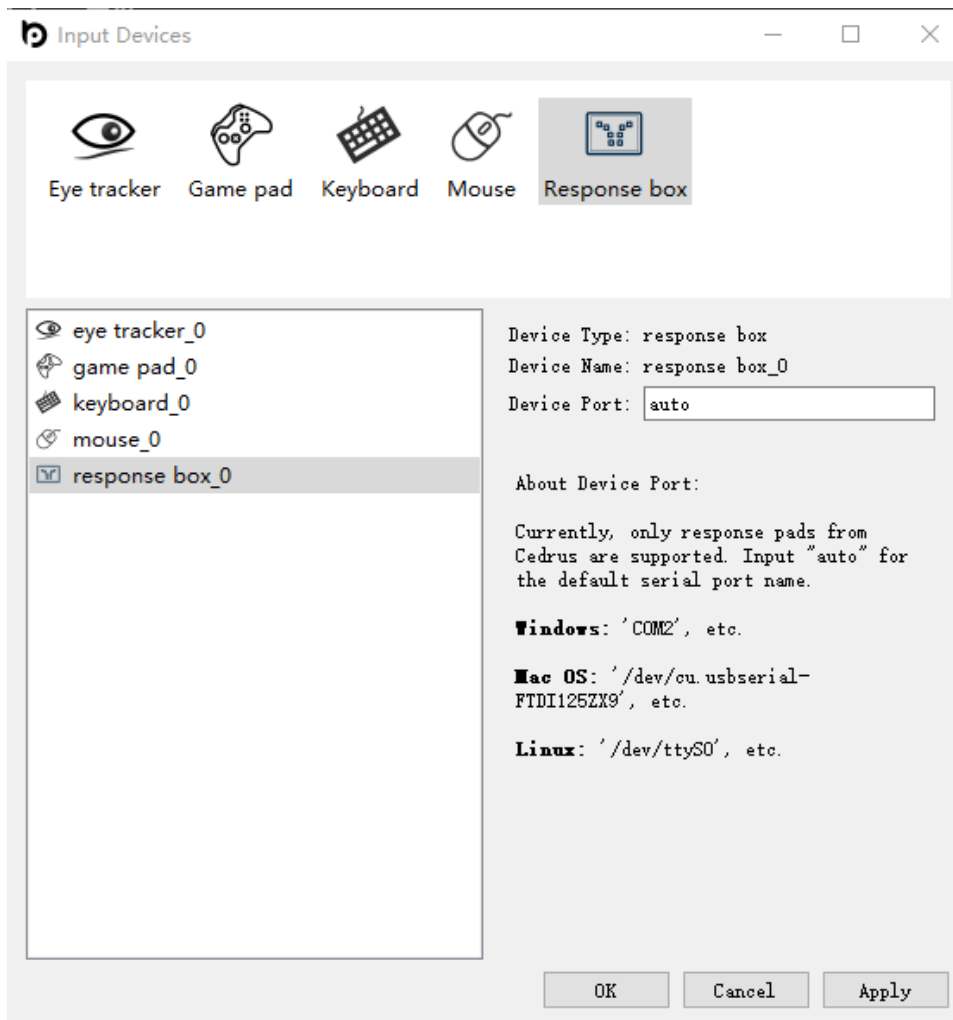 Input Devices
Eye tracker Game pad Keyboard Mouse Response box
eye tracker_0
game pad_0
keyboard_0
mouse_0
response box_0
Device Type: response box
Device Name: response box_0
Device Port: auto
About Device Port:
Currently, only response pads from
Cedrus are supported. Input "auto" for
the default serial port name.
Windows: 'COM2', etc.
Mac OS: '/dev/cu.usbserial-
FTDI125ZX9', etc.
Linux: '/dev/ttyS0', etc.
OK Cancel Apply